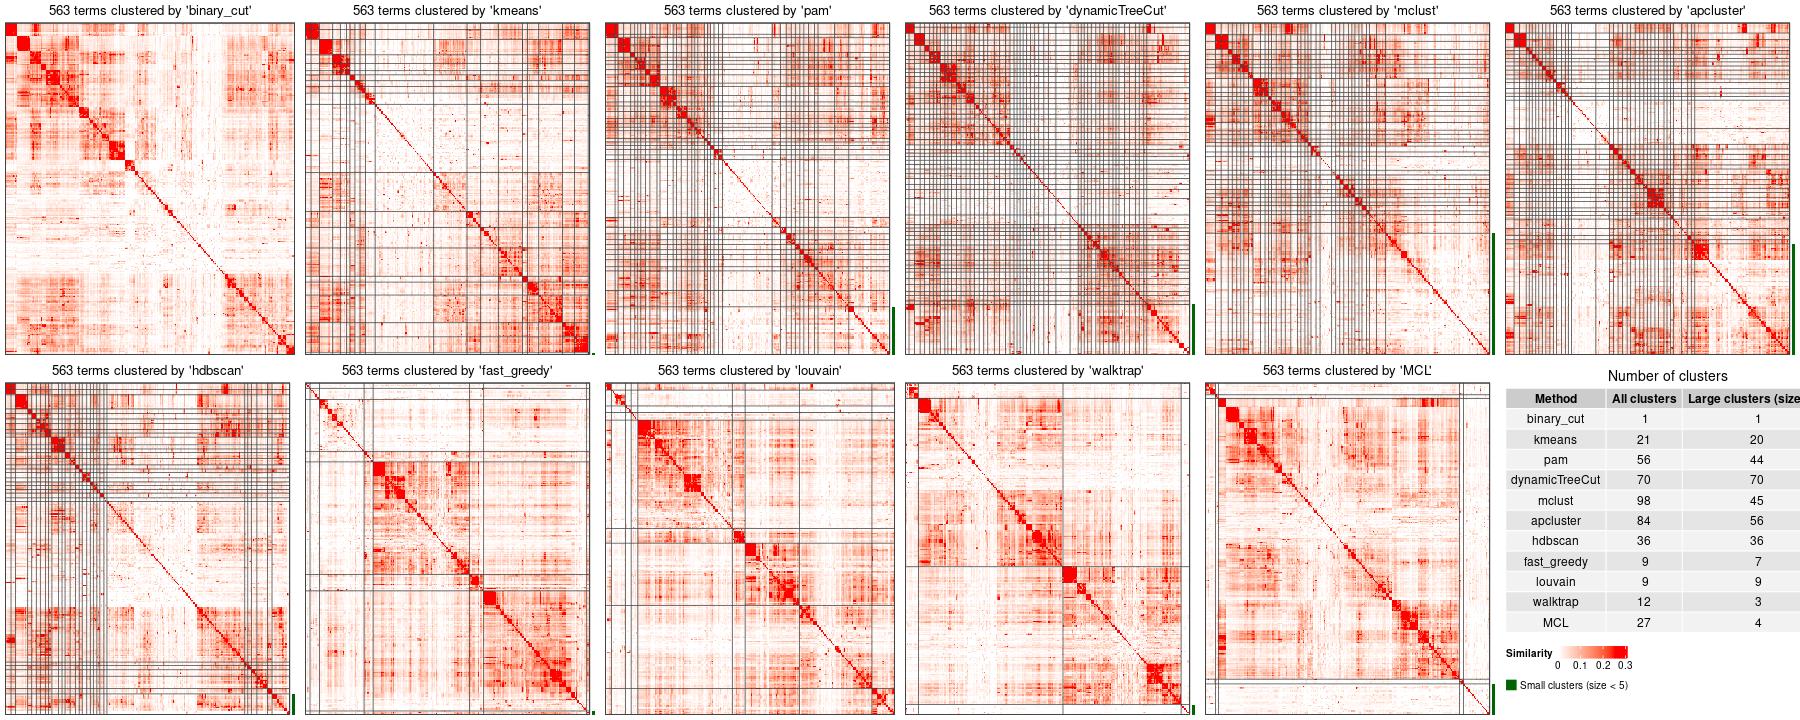 563 terms clustered by 'binary_cut'
563 terms clustered by 'kmeans'
563 terms clustered by 'pam'
563 terms clustered by 'dynamicTreeCut'
563 terms clustered by 'mclust'
563 terms clustered by 'apcluster'
563 terms clustered by 'hdbscan'
563 terms clustered by 'fast_greedy'
563 terms clustered by 'louvain'
563 terms clustered by 'walktrap'
563 terms clustered by 'MCL'
Number of clusters
Method All clusters Large clusters (size
binary_cut 1 1
kmeans 21 20
pam 56 44
dynamicTreeCut 70 70
mclust 98 45
apcluster 84 56
hdbscan 36 36
fast_greedy 9 7
louvain 9 9
walktrap 12 3
MCL 27 4
Similarity
0 0.1 0.2 0.3
Small clusters (size < 5)